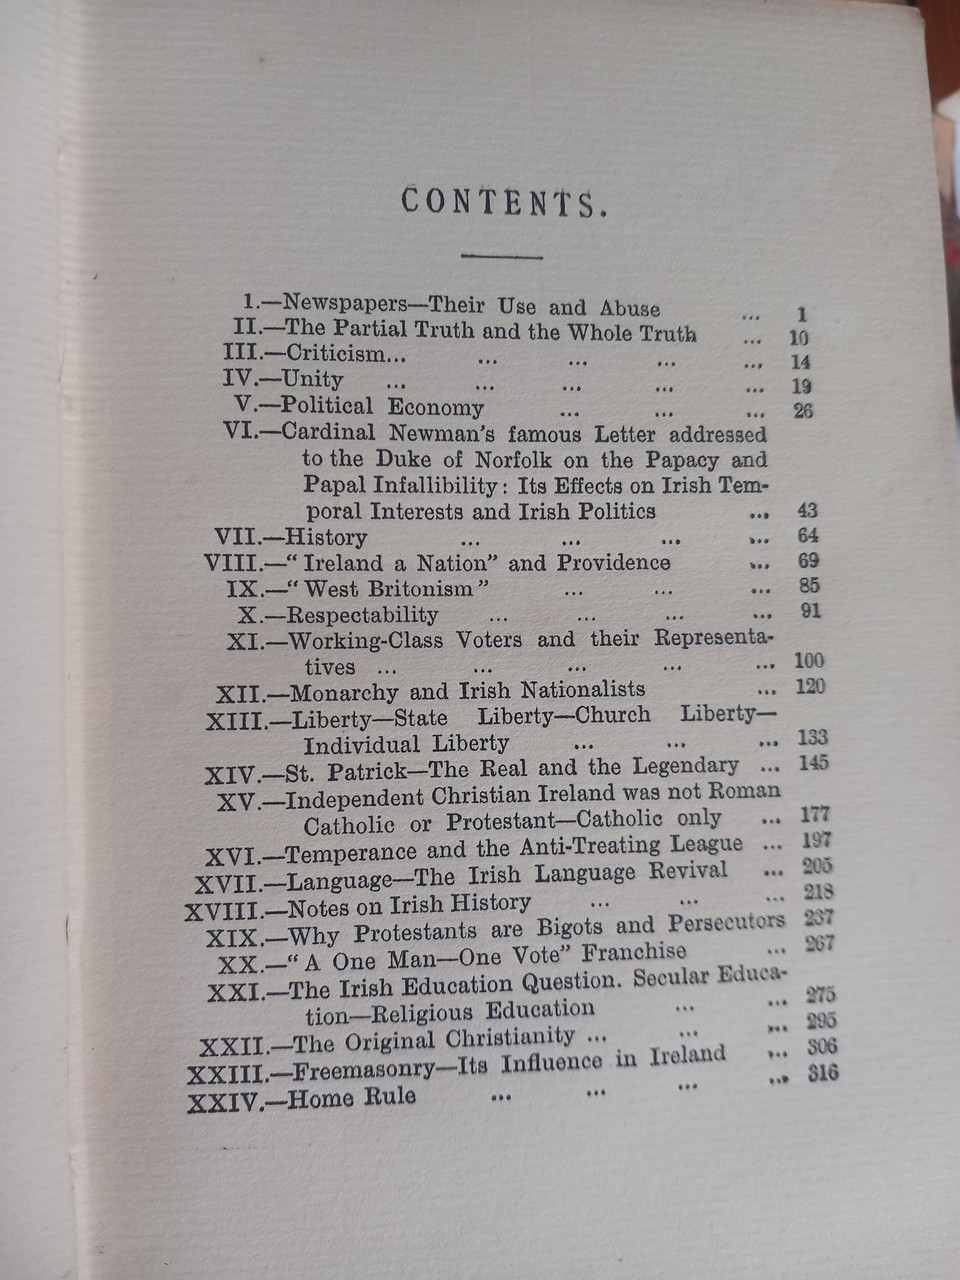 CONTENTS.
I.—Newspapers—Their Use and Abuse ... 1
II.—The Partial Truth and the Whole Truth ... 10
III.—Criticism... ... ... ... ... 14
IV.—Unity ... ... ... ... ... 19
V.—Political Economy ... ... ... 26
VI.—Cardinal Newman's famous Letter addressed
to the Duke of Norfolk on the Papacy and
Papal Infallibility: Its Effects on Irish Tem-
poral Interests and Irish Politics ... 43
VII.—History ... ... ... ... 64
VIII.—“Ireland a Nation” and Providence ... 69
IX.—“West Britonism” ... ... ... 85
X.—Respectability ... ... ... ... 91
XI.—Working-Class Voters and their Representa-
tives ... ... ... ... ... 100
XII.—Monarchy and Irish Nationalists ... 120
XIII.—Liberty—State Liberty—Church Liberty—
Individual Liberty ... ... ... 133
XIV.—St. Patrick—The Real and the Legendary ... 145
XV.—Independent Christian Ireland was not Roman
Catholic or Protestant—Catholic only ... 177
XVI.—Temperance and the Anti-Treating League ... 197
XVII.—Language—The Irish Language Revival ... 205
XVIII.—Notes on Irish History ... ... ... 218
XIX.—Why Protestants are Bigots and Persecutors 237
XX.—“A One Man—One Vote” Franchise ... 267
XXI.—The Irish Education Question. Secular Educa-
tion—Religious Education ... ... 275
XXII.—The Original Christianity ... ... ... 295
XXIII.—Freemasonry—Its Influence in Ireland ... 306
XXIV.—Home Rule ... ... ... ... 316